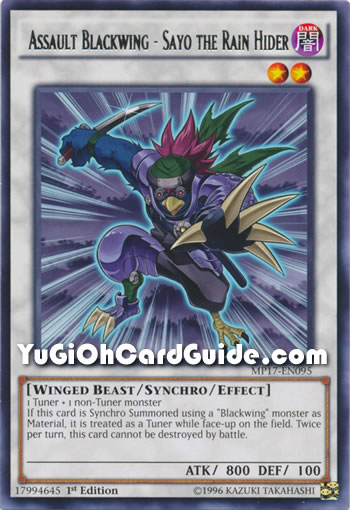 Assault Blackwing - Sayo the Rain Hider
DARK
闇
YuGiOhCardGuide.com
MP17-EN095
[Winged Beast/Synchro/Effect]
1 Tuner + 1 non-Tuner monster
If this card is Synchro Summoned using a "Blackwing" monster as
Material, it is treated as a Tuner while face-up on the field. Twice
per turn, this card cannot be destroyed by battle.
ATK/ 800 DEF/ 100
17994645 1st Edition ©1996 KAZUKI TAKAHASHI